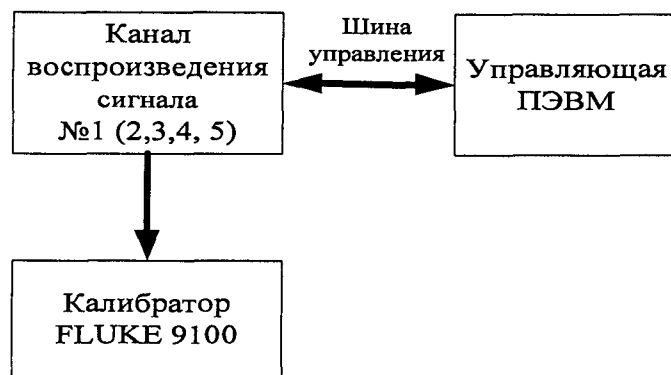 Канал
воспроизведения
сигнала
№1 (2,3,4, 5)
Шина
управления
Управляющая
ПЭВМ
Калибратор
FLUKE 9100